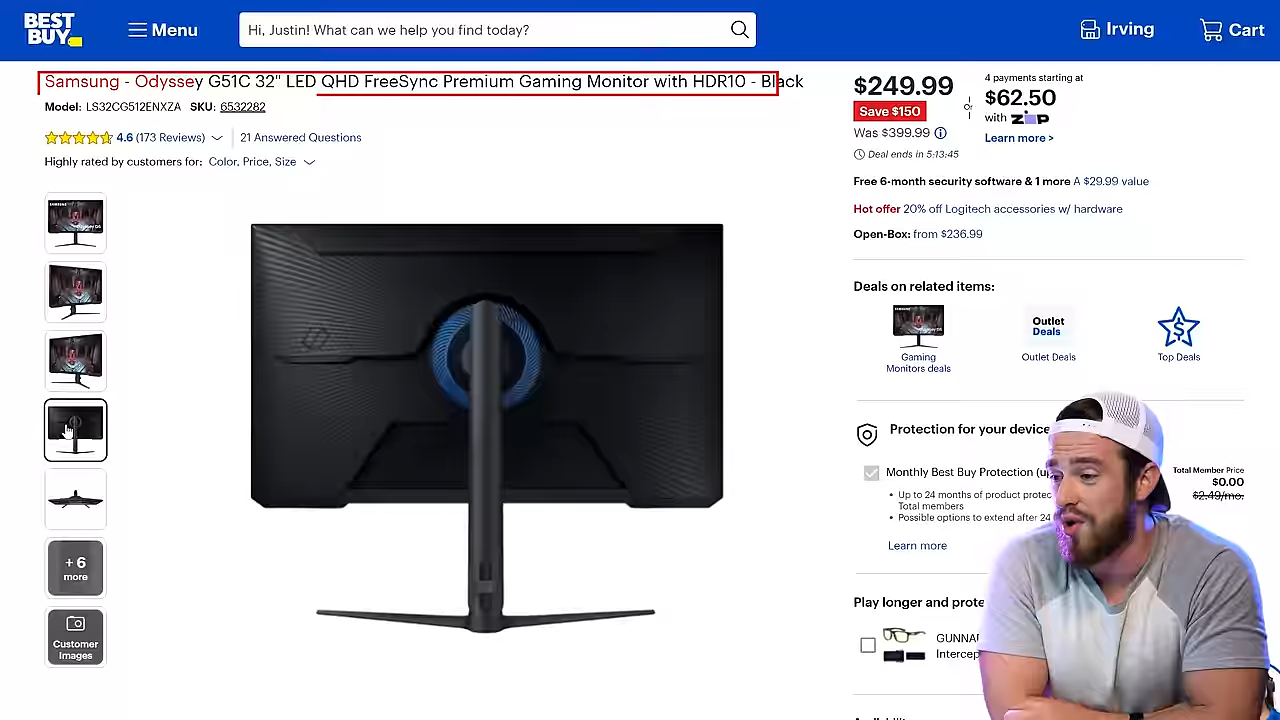 BEST
BUY
Menu
Hi, Justin! What can we help you find today?
Irving
Cart
Samsung - Odyssey G51C 32" LED QHD FreeSync Premium Gaming Monitor with HDR10 - Black
Model: LS32CG512ENXZA SKU: 6532282
4.6 (173 Reviews)
21 Answered Questions
Highly rated by customers for: Color, Price, Size
+ 6
more
Customer
Images
$249.99
Save $150
Was $399.99
Deal ends in 5:13:45
or
4 payments starting at
$62.50
with ZIP
Learn more >
Free 6-month security software & 1 more A $29.99 value
Hot offer 20% off Logitech accessories w/ hardware
Open-Box: from $236.99
Deals on related items:
SAMSUNG
Gaming
Monitors deals
Outlet
Deals
Outlet Deals
Top Deals
Protection for your device
Monthly Best Buy Protection (u
Total Member Price
$0.00
$2.49/mo.
• Up to 24 months of product protec
Total members
• Possible options to extend after 24
Learn more
Play longer and prote
GUNNA
Intercep